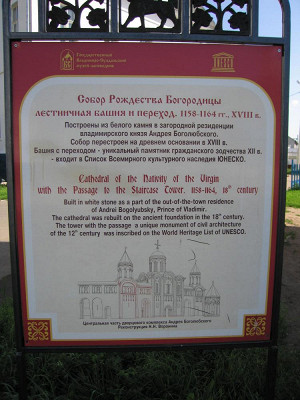 Государственный
Владимиро-Суздальский
музей-заповедник
UNESCO
Собор Рождества Богородицы
лестничная башня и переход. 1158-1164 гг., XVIII в.
Построены из белого камня в загородной резиденции
владимирского князя Андрея Боголюбского.
Собор перестроен на древнем основании в XVIII в.
Башня с переходом - уникальный памятник гражданского зодчества XII в.
- входит в Список Всемирного культурного наследия ЮНЕСКО.
Cathedral of the Nativity of the Virgin
with the Passage to the Staircase Tower, 1158-1164, 18th century
Built in white stone as a part of the out-of-the-town residence
of Andrei Bogolyubsky, Prince of Vladimir.
The cathedral was rebuilt on the ancient foundation in the 18th century.
The tower with the passage a unique monument of civil architecture
of the 12th century was inscribed on the World Heritage List of UNESCO.
Центральная часть дворцового комплекса Андрея Боголюбского
Реконструкция Н.Н. Воронина